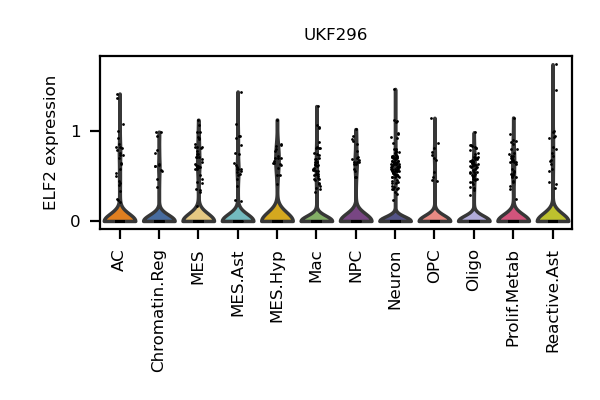 UKF296
ELF2 expression
1
0
AC
Chromatin.Reg
MES
MES.Ast
MES.Hyp
Mac
NPC
Neuron
OPC
Oligo
Prolif.Metab
Reactive.Ast